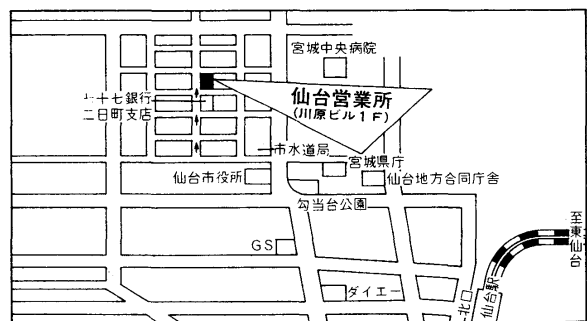 宮城中央病院
仙台営業所
(川原ビル1F)
七十七銀行
二日町支店
市水道局
宮城県庁
仙台市役所
仙台地方合同庁舎
勾当台公園
至東仙台
GS
北口
仙台駅
ダイエー